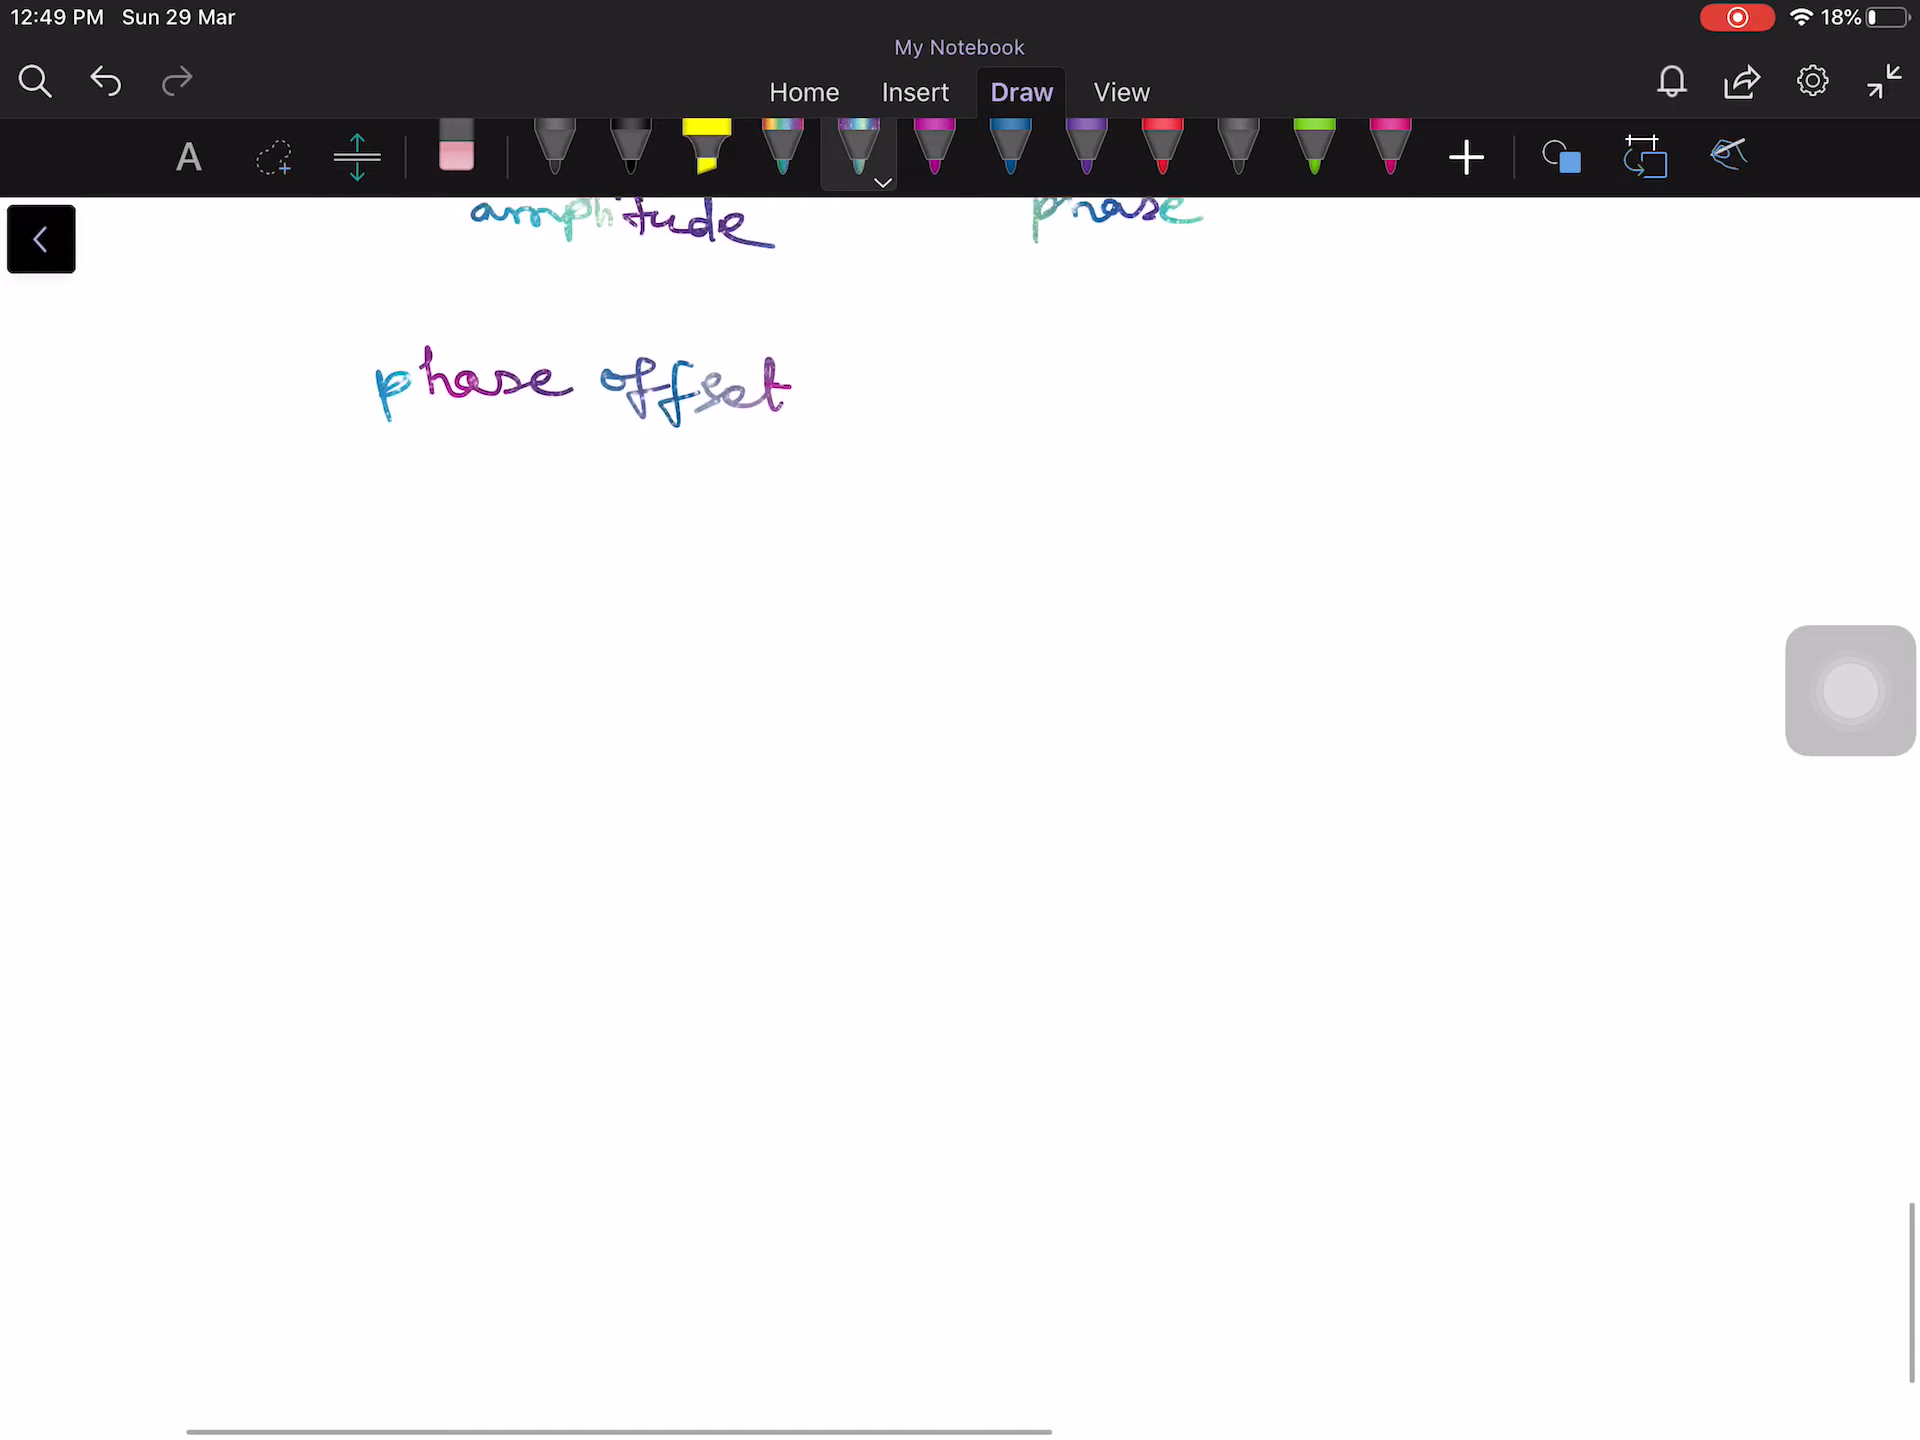 12:49 PM Sun 29 Mar 18%
My Notebook
Home Insert Draw View
A
amplitude phase
phase offset